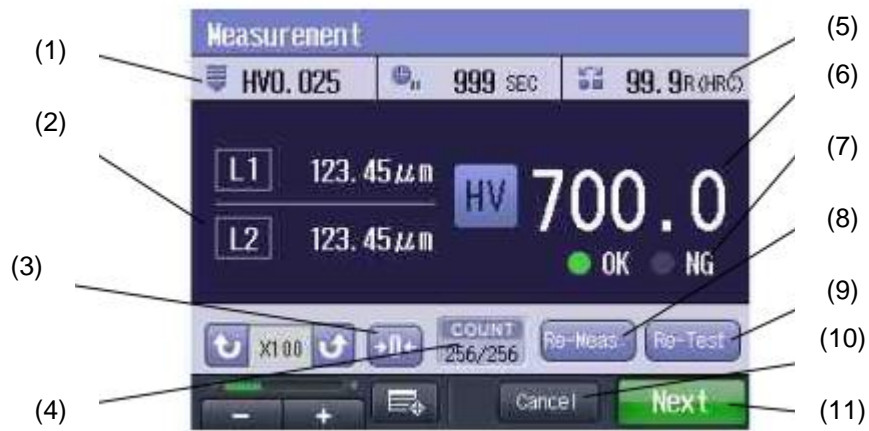 Measurement
HV0.025 999 SEC 99.9R(HRC)
L1 123.45μm
HV 700.0
L2 123.45μm
OK NG
X100 →0← COUNT 256/256 Re-Meas. Re-Test
- + Cancel Next
(1)
(2)
(3)
(4)
(5)
(6)
(7)
(8)
(9)
(10)
(11)